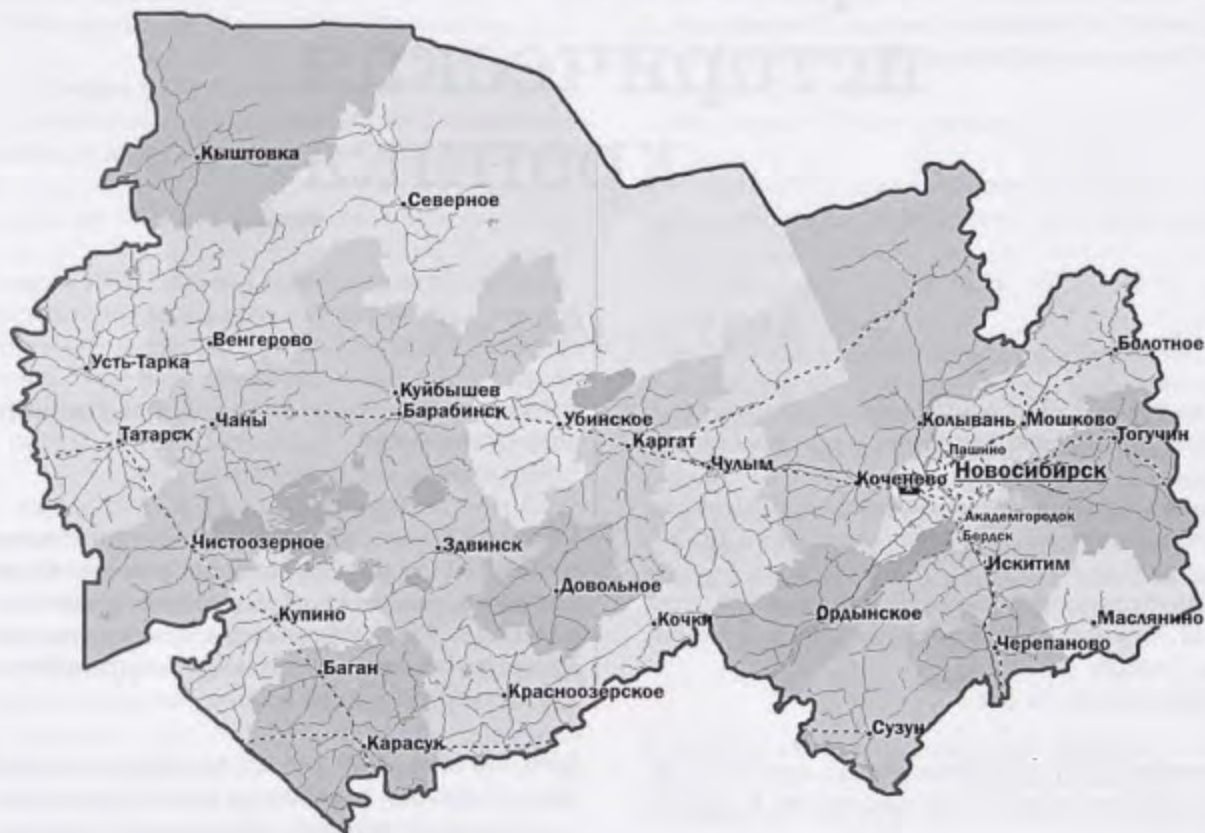 Кыштовка
Северное
Венгерово
Усть-Тарка
Болотное
Куйбышев
Барабинск
Убинское
Чаны
Татарск
Каргат
Колывань
Мошково
Тогучин
Пашино
Чулым
Коченево
Новосибирск
Академгородок
Бердск
Чистоозерное
Здвинск
Искитим
Довольное
Купино
Кочки
Ордынское
Маслянино
Черепаново
Баган
Красноозерское
Карасук
Сузун